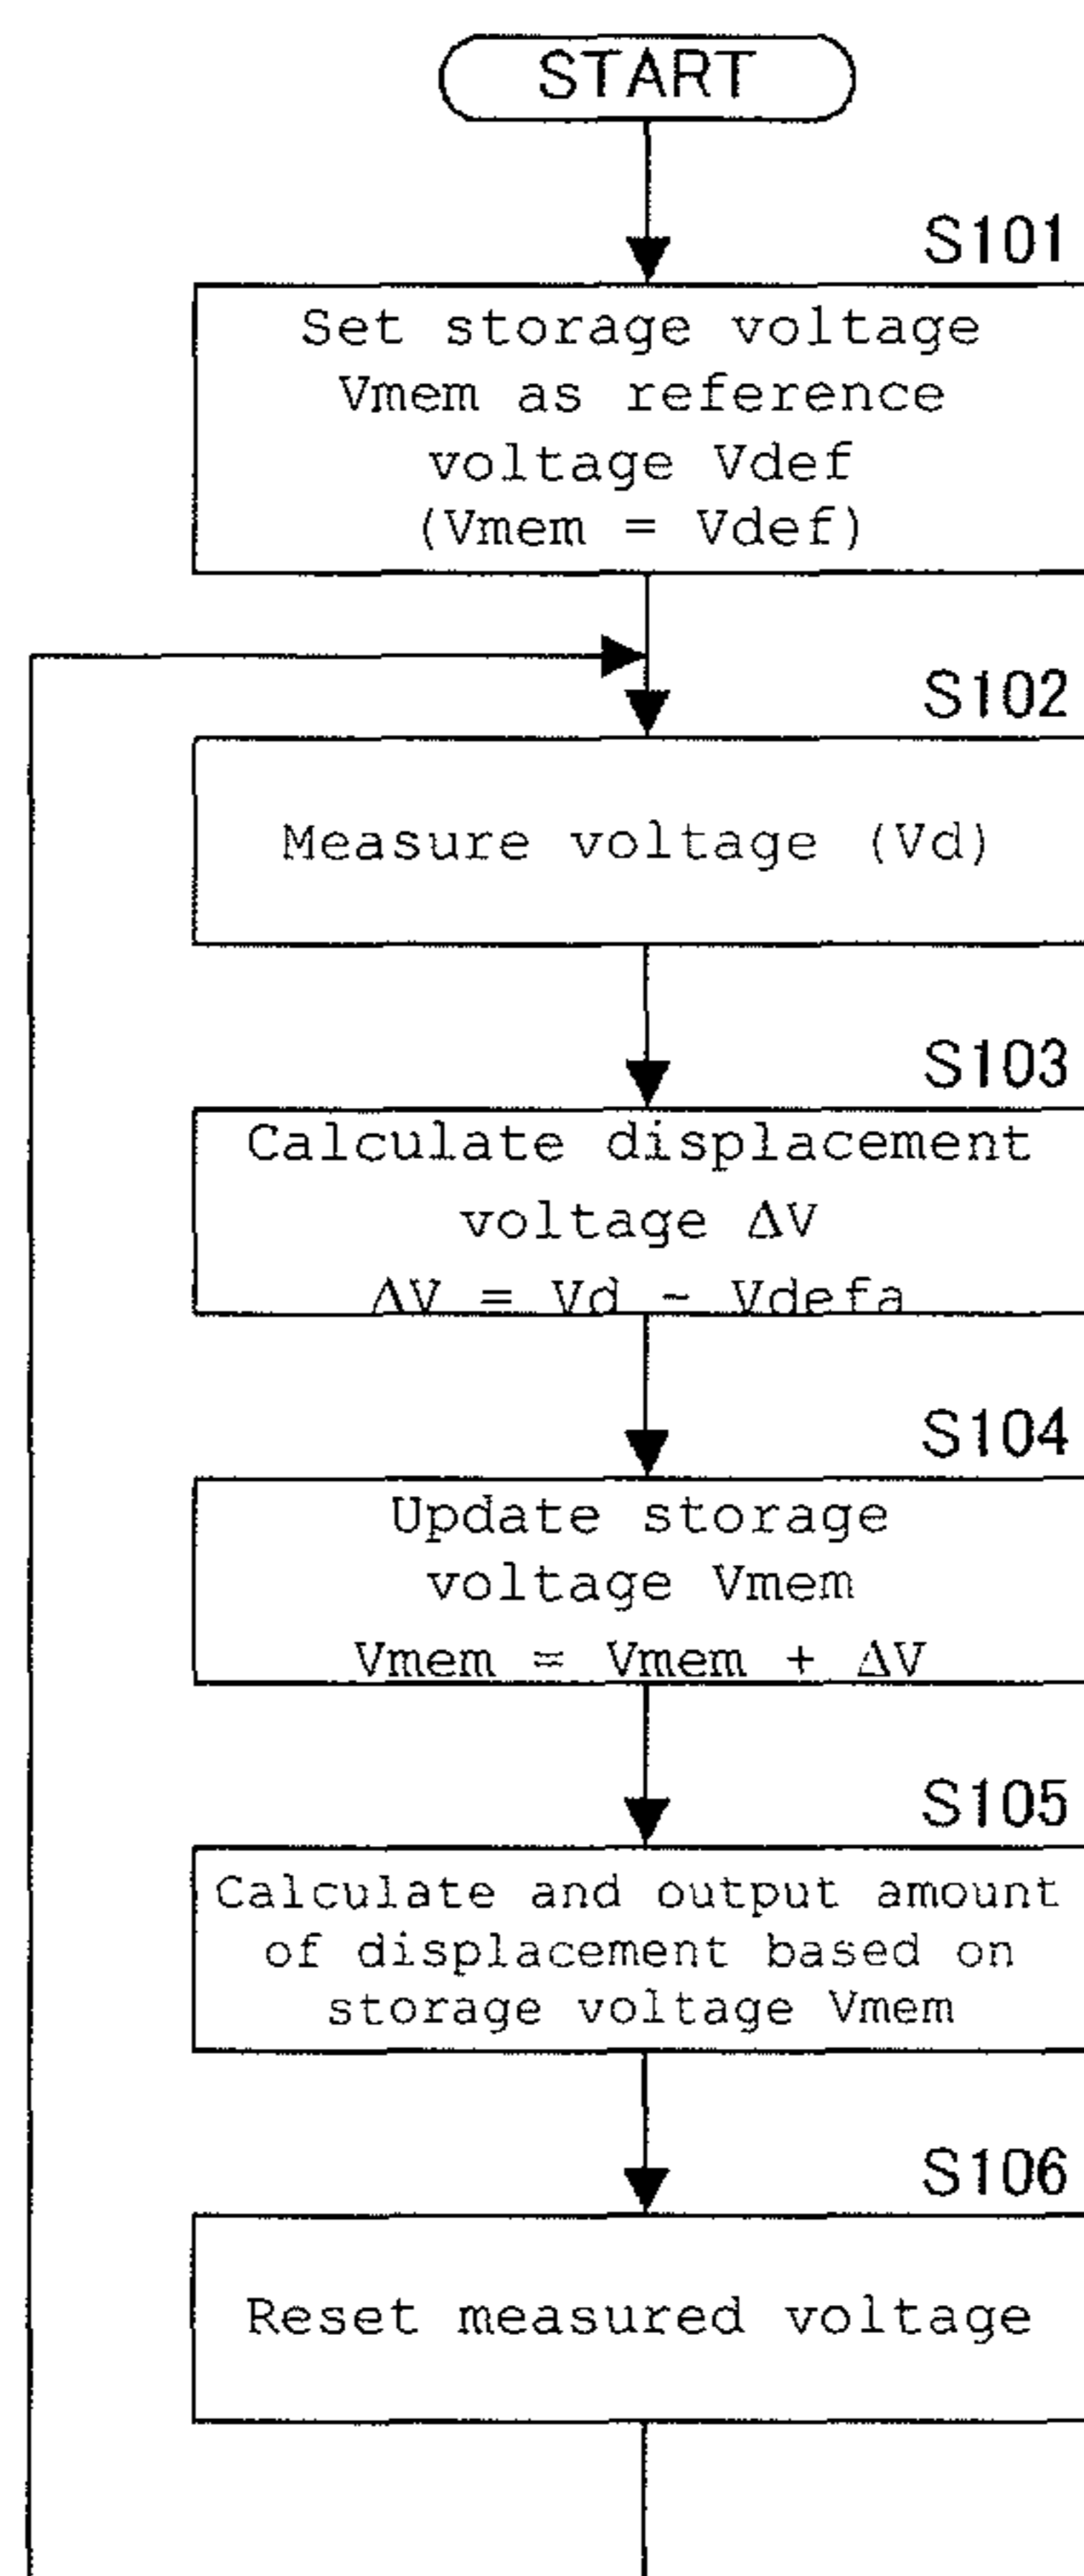 START
S101
Set storage voltage
Vmem as reference
voltage Vdef
(Vmem = Vdef)
S102
Measure voltage (Vd)
S103
Calculate displacement
voltage ΔV
ΔV = Vd - Vdefa
S104
Update storage
voltage Vmem
Vmem = Vmem + ΔV
S105
Calculate and output amount
of displacement based on
storage voltage Vmem
S106
Reset measured voltage